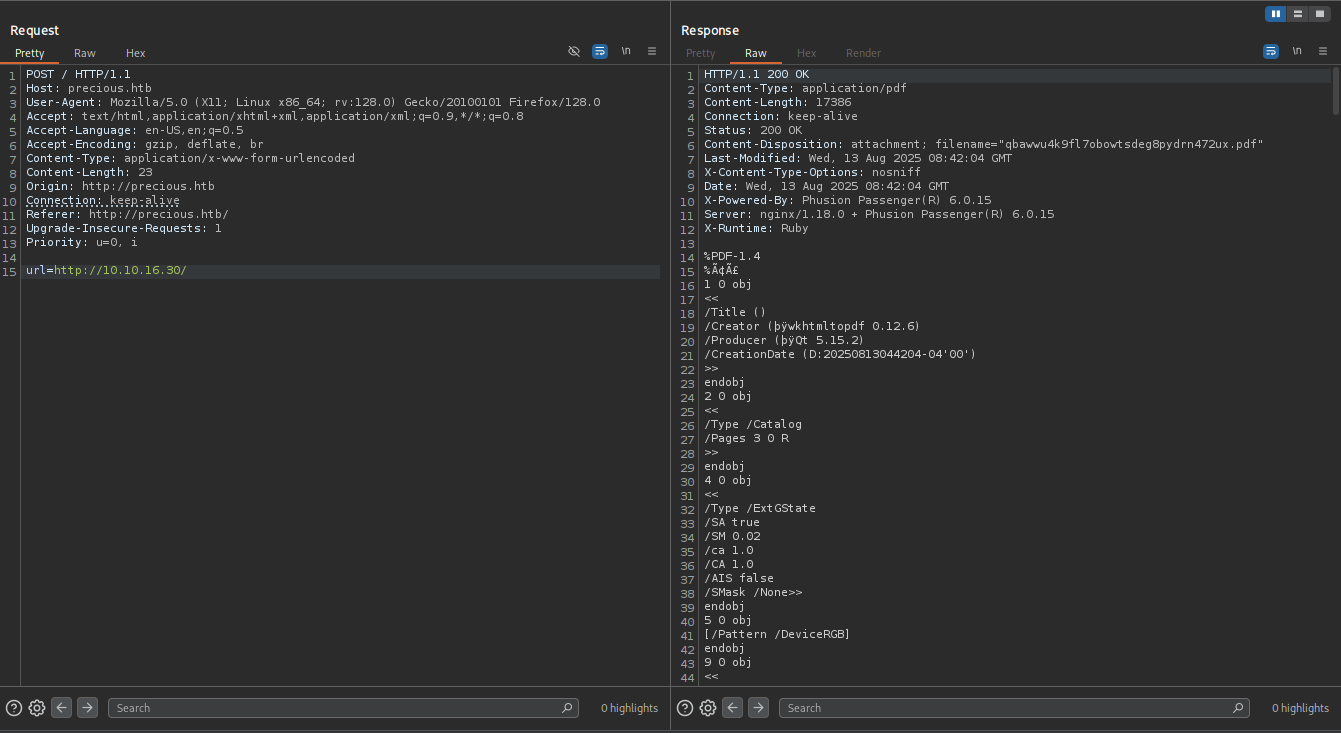 Request
Pretty Raw Hex
\n
1 POST / HTTP/1.1
2 Host: precious.htb
3 User-Agent: Mozilla/5.0 (X11; Linux x86_64; rv:128.0) Gecko/20100101 Firefox/128.0
4 Accept: text/html,application/xhtml+xml,application/xml;q=0.9,*/*;q=0.8
5 Accept-Language: en-US,en;q=0.5
6 Accept-Encoding: gzip, deflate, br
7 Content-Type: application/x-www-form-urlencoded
8 Content-Length: 23
9 Origin: http://precious.htb
10 Connection: keep-alive
11 Referer: http://precious.htb/
12 Upgrade-Insecure-Requests: 1
13 Priority: u=0, i
14
15 url=http://10.10.16.30/
Search
0 highlights
Response
Pretty Raw Hex Render
\n
1 HTTP/1.1 200 OK
2 Content-Type: application/pdf
3 Content-Length: 17386
4 Connection: keep-alive
5 Status: 200 OK
6 Content-Disposition: attachment; filename="qbawwu4k9fl7obowtsdeg8pydrn472ux.pdf"
7 Last-Modified: Wed, 13 Aug 2025 08:42:04 GMT
8 X-Content-Type-Options: nosniff
9 Date: Wed, 13 Aug 2025 08:42:04 GMT
10 X-Powered-By: Phusion Passenger(R) 6.0.15
11 Server: nginx/1.18.0 + Phusion Passenger(R) 6.0.15
12 X-Runtime: Ruby
13
14 %PDF-1.4
15 %Ã¢Ã£
16 1 0 obj
17 <<
18 /Title ()
19 /Creator (þÿwkhtmltopdf 0.12.6)
20 /Producer (þÿQt 5.15.2)
21 /CreationDate (D:20250813044204-04'00')
22 >>
23 endobj
24 2 0 obj
25 <<
26 /Type /Catalog
27 /Pages 3 0 R
28 >>
29 endobj
30 4 0 obj
31 <<
32 /Type /ExtGState
33 /SA true
34 /SM 0.02
35 /ca 1.0
36 /CA 1.0
37 /AIS false
38 /SMask /None>>
39 endobj
40 5 0 obj
41 [/Pattern /DeviceRGB]
42 endobj
43 9 0 obj
44 <<
Search
0 highlights